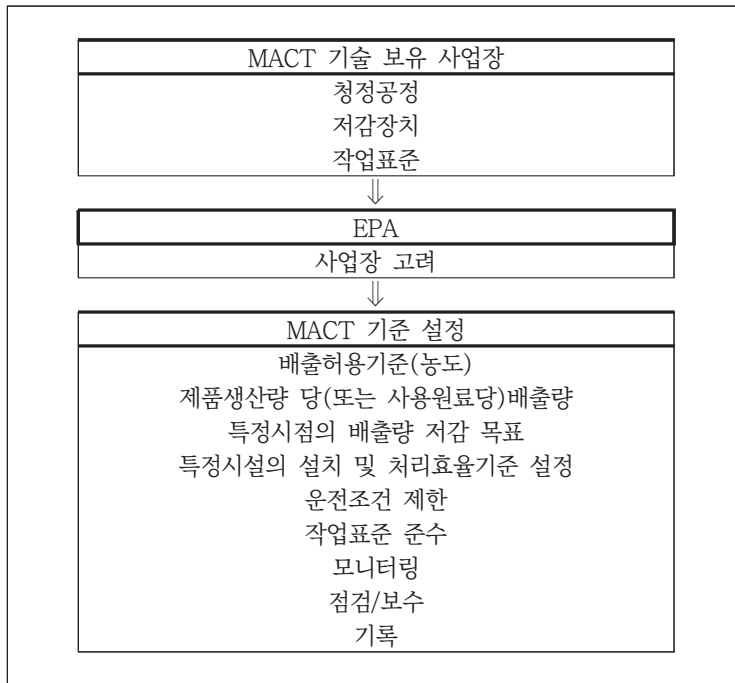 MACT 기술 보유 사업장
청정공정
저감장치
작업표준
⇓
EPA
사업장 고려
⇓
MACT 기준 설정
배출허용기준(농도)
제품생산량 당(또는 사용원료당)배출량
특정시점의 배출량 저감 목표
특정시설의 설치 및 처리효율기준 설정
운전조건 제한
작업표준 준수
모니터링
점검/보수
기록